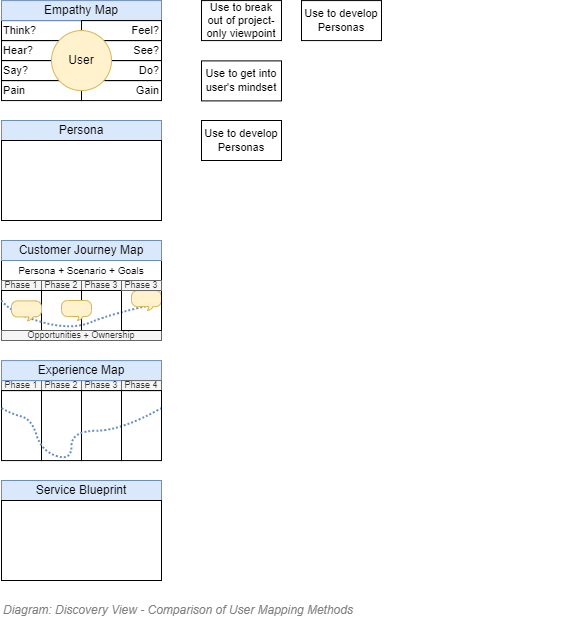 Empathy Map
Think? Feel?
Hear? See?
User
Say? Do?
Pain Gain
Use to break
out of project-
only viewpoint
Use to develop
Personas
Use to get into
user's mindset
Persona
Use to develop
Personas
Customer Journey Map
Persona + Scenario + Goals
Phase 1 Phase 2 Phase 3 Phase 3
Opportunities + Ownership
Experience Map
Phase 1 Phase 2 Phase 3 Phase 4
Service Blueprint
Diagram: Discovery View - Comparison of User Mapping Methods